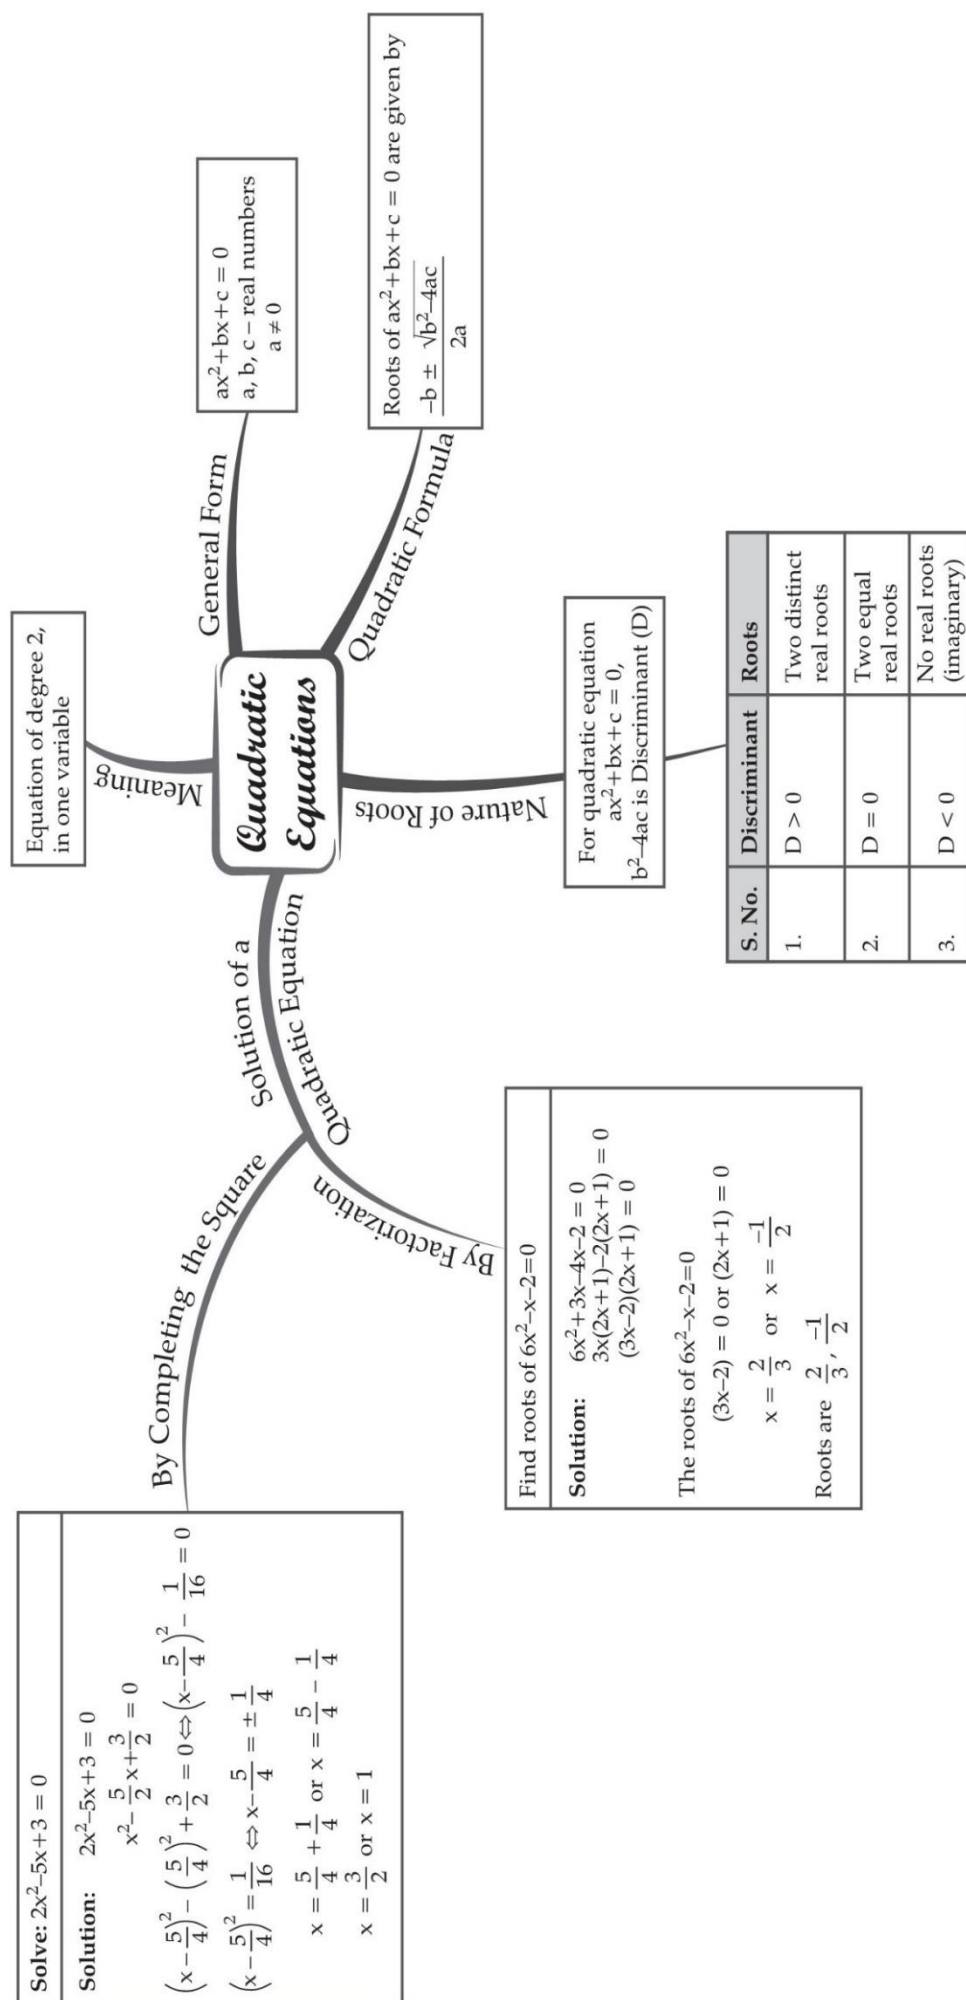 Quadratic
Equations
Meaning
Equation of degree 2,
in one variable
General Form
ax²+bx+c = 0
a, b, c – real numbers
a ≠ 0
Quadratic Formula
Roots of ax²+bx+c = 0 are given by
–b ± √b²–4ac
2a
Nature of Roots
For quadratic equation
ax²+bx+c = 0,
b²–4ac is Discriminant (D)
S. No. Discriminant Roots
1. D > 0 Two distinct
real roots
2. D = 0 Two equal
real roots
3. D < 0 No real roots
(imaginary)
Solution of a
Quadratic Equation
By Factorization
Find roots of 6x²–x–2=0
Solution: 6x²+3x–4x–2 = 0
3x(2x+1)–2(2x+1) = 0
(3x–2)(2x+1) = 0
The roots of 6x²–x–2=0
(3x–2) = 0 or (2x+1) = 0
x = 2/3 or x = –1/2
Roots are 2/3 , –1/2
By Completing the Square
Solve: 2x²–5x+3 = 0
Solution: 2x²–5x+3 = 0
x² – 5/2 x + 3/2 = 0
(x – 5/4)² – (5/4)² + 3/2 = 0 ⇔ (x – 5/4)² – 1/16 = 0
(x – 5/4)² = 1/16 ⇔ x – 5/4 = ± 1/4
x = 5/4 + 1/4 or x = 5/4 – 1/4
x = 3/2 or x = 1